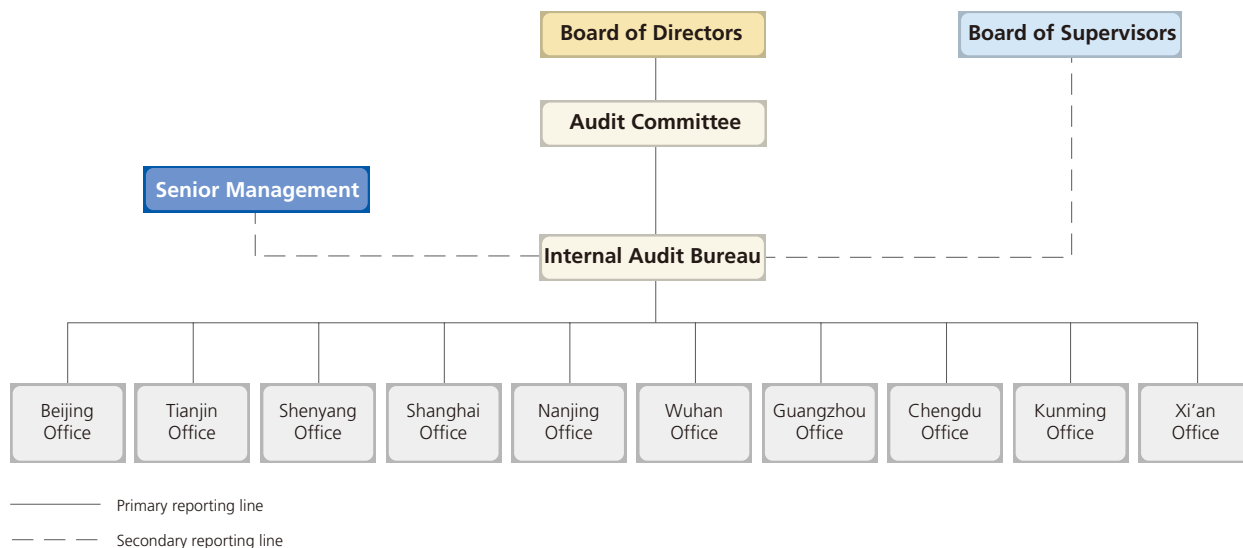 Board of Directors
Board of Supervisors
Audit Committee
Senior Management
Internal Audit Bureau
Beijing
Office
Tianjin
Office
Shenyang
Office
Shanghai
Office
Nanjing
Office
Wuhan
Office
Guangzhou
Office
Chengdu
Office
Kunming
Office
Xi’an
Office
Primary reporting line
Secondary reporting line